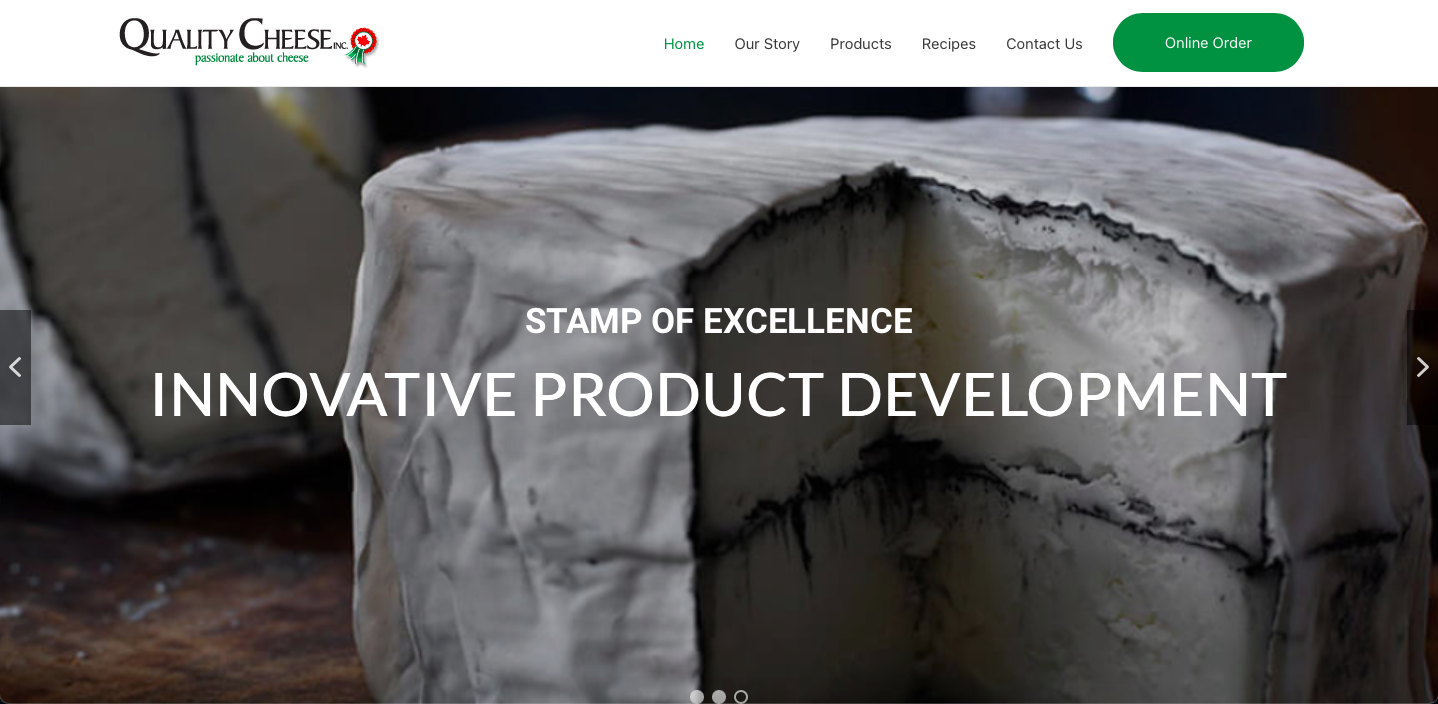 QUALITY CHEESE INC.
passionate about cheese
Home
Our Story
Products
Recipes
Contact Us
Online Order
STAMP OF EXCELLENCE
INNOVATIVE PRODUCT DEVELOPMENT